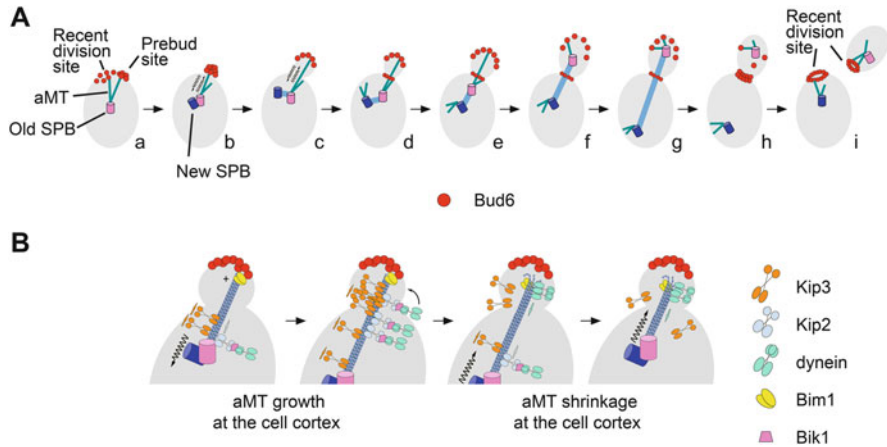 A
Recent
division
site
Prebud
site
aMT
Old SPB
New SPB
a
b
c
d
e
f
g
h
i
Recent
division
site
Bud6
B
+
aMT growth
at the cell cortex
aMT shrinkage
at the cell cortex
Kip3
Kip2
dynein
Bim1
Bik1